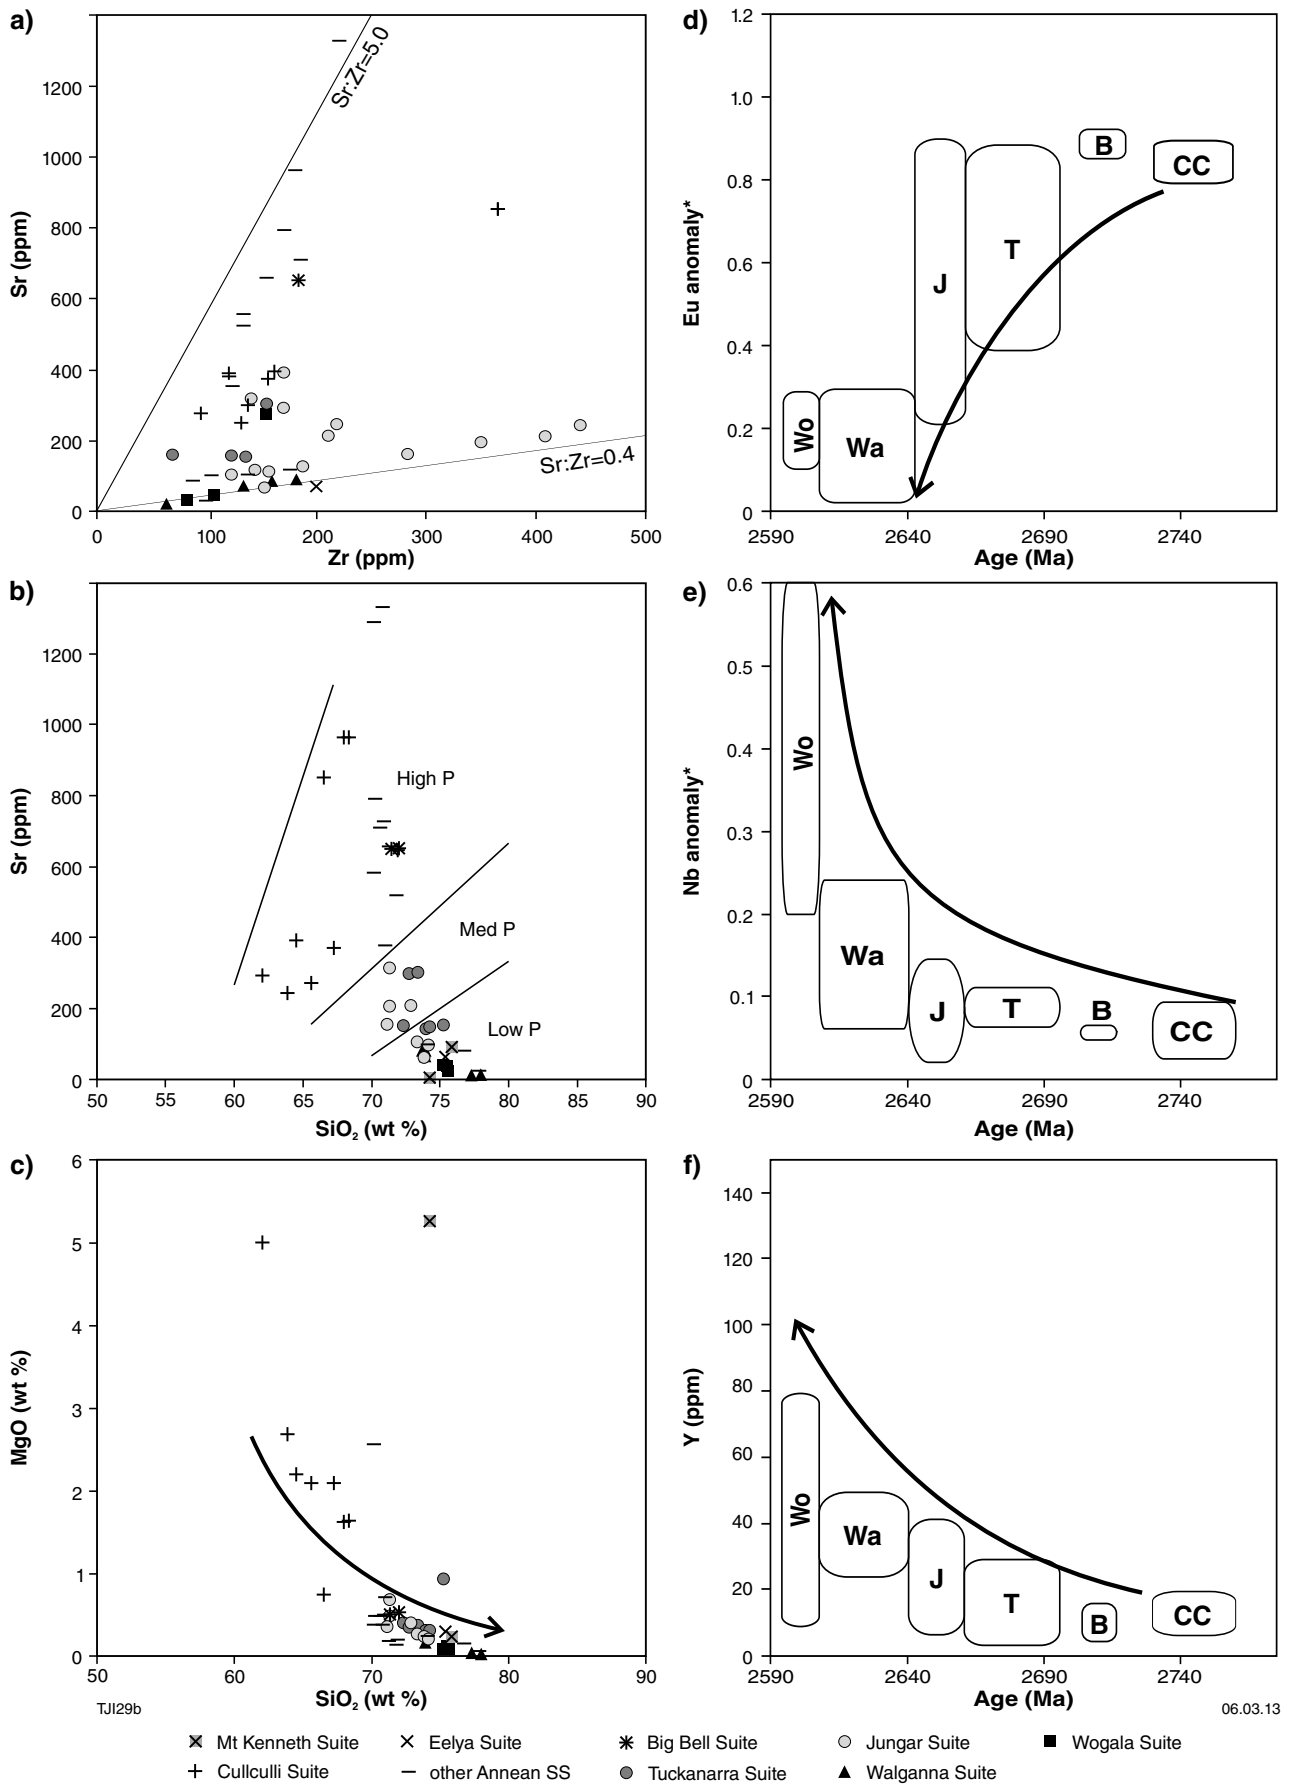 a)
1200
1000
800
600
400
200
0
Sr (ppm)
Sr:Zr=5.0
Sr:Zr=0.4
0 100 200 300 400 500
Zr (ppm)
d)
1.2
1.0
0.8
0.6
0.4
0.2
0
Eu anomaly*
Wo
Wa
J
T
B
CC
2590 2640 2690 2740
Age (Ma)
b)
1200
1000
800
600
400
200
0
Sr (ppm)
High P
Med P
Low P
50 55 60 65 70 75 80 85 90
SiO₂ (wt %)
e)
0.6
0.5
0.4
0.3
0.2
0.1
0
Nb anomaly*
Wo
Wa
J
T
B
CC
2590 2640 2690 2740
Age (Ma)
c)
6
5
4
3
2
1
0
MgO (wt %)
50 60 70 80 90
SiO₂ (wt %)
f)
140
120
100
80
60
40
20
0
Y (ppm)
Wo
Wa
J
T
B
CC
2590 2640 2690 2740
Age (Ma)
TJI29b
06.03.13
Mt Kenneth Suite Eelya Suite Big Bell Suite Jungar Suite Wogala Suite
Cullculli Suite other Annean SS Tuckanarra Suite Walganna Suite